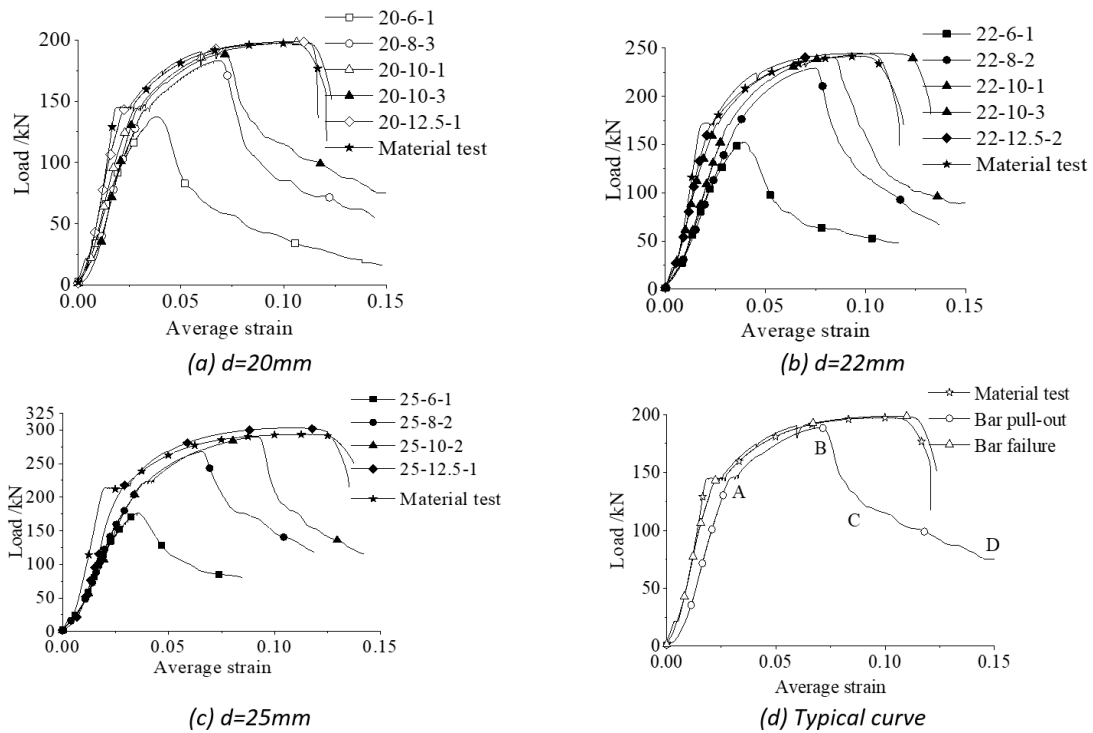 20-6-1
20-8-3
20-10-1
20-10-3
20-12.5-1
Material test
Load /kN
200
150
100
50
0
0.00
0.05
0.10
0.15
Average strain
(a) d=20mm
22-6-1
22-8-2
22-10-1
22-10-3
22-12.5-2
Material test
Load /kN
250
200
150
100
50
0
0.00
0.05
0.10
0.15
Average strain
(b) d=22mm
25-6-1
25-8-2
25-10-2
25-12.5-1
Material test
Load /kN
325
300
250
200
150
100
50
0
0.00
0.05
0.10
0.15
Average strain
(c) d=25mm
Material test
Bar pull-out
Bar failure
Load /kN
200
150
100
50
0
A
B
C
D
0.00
0.05
0.10
0.15
Average strain
(d) Typical curve